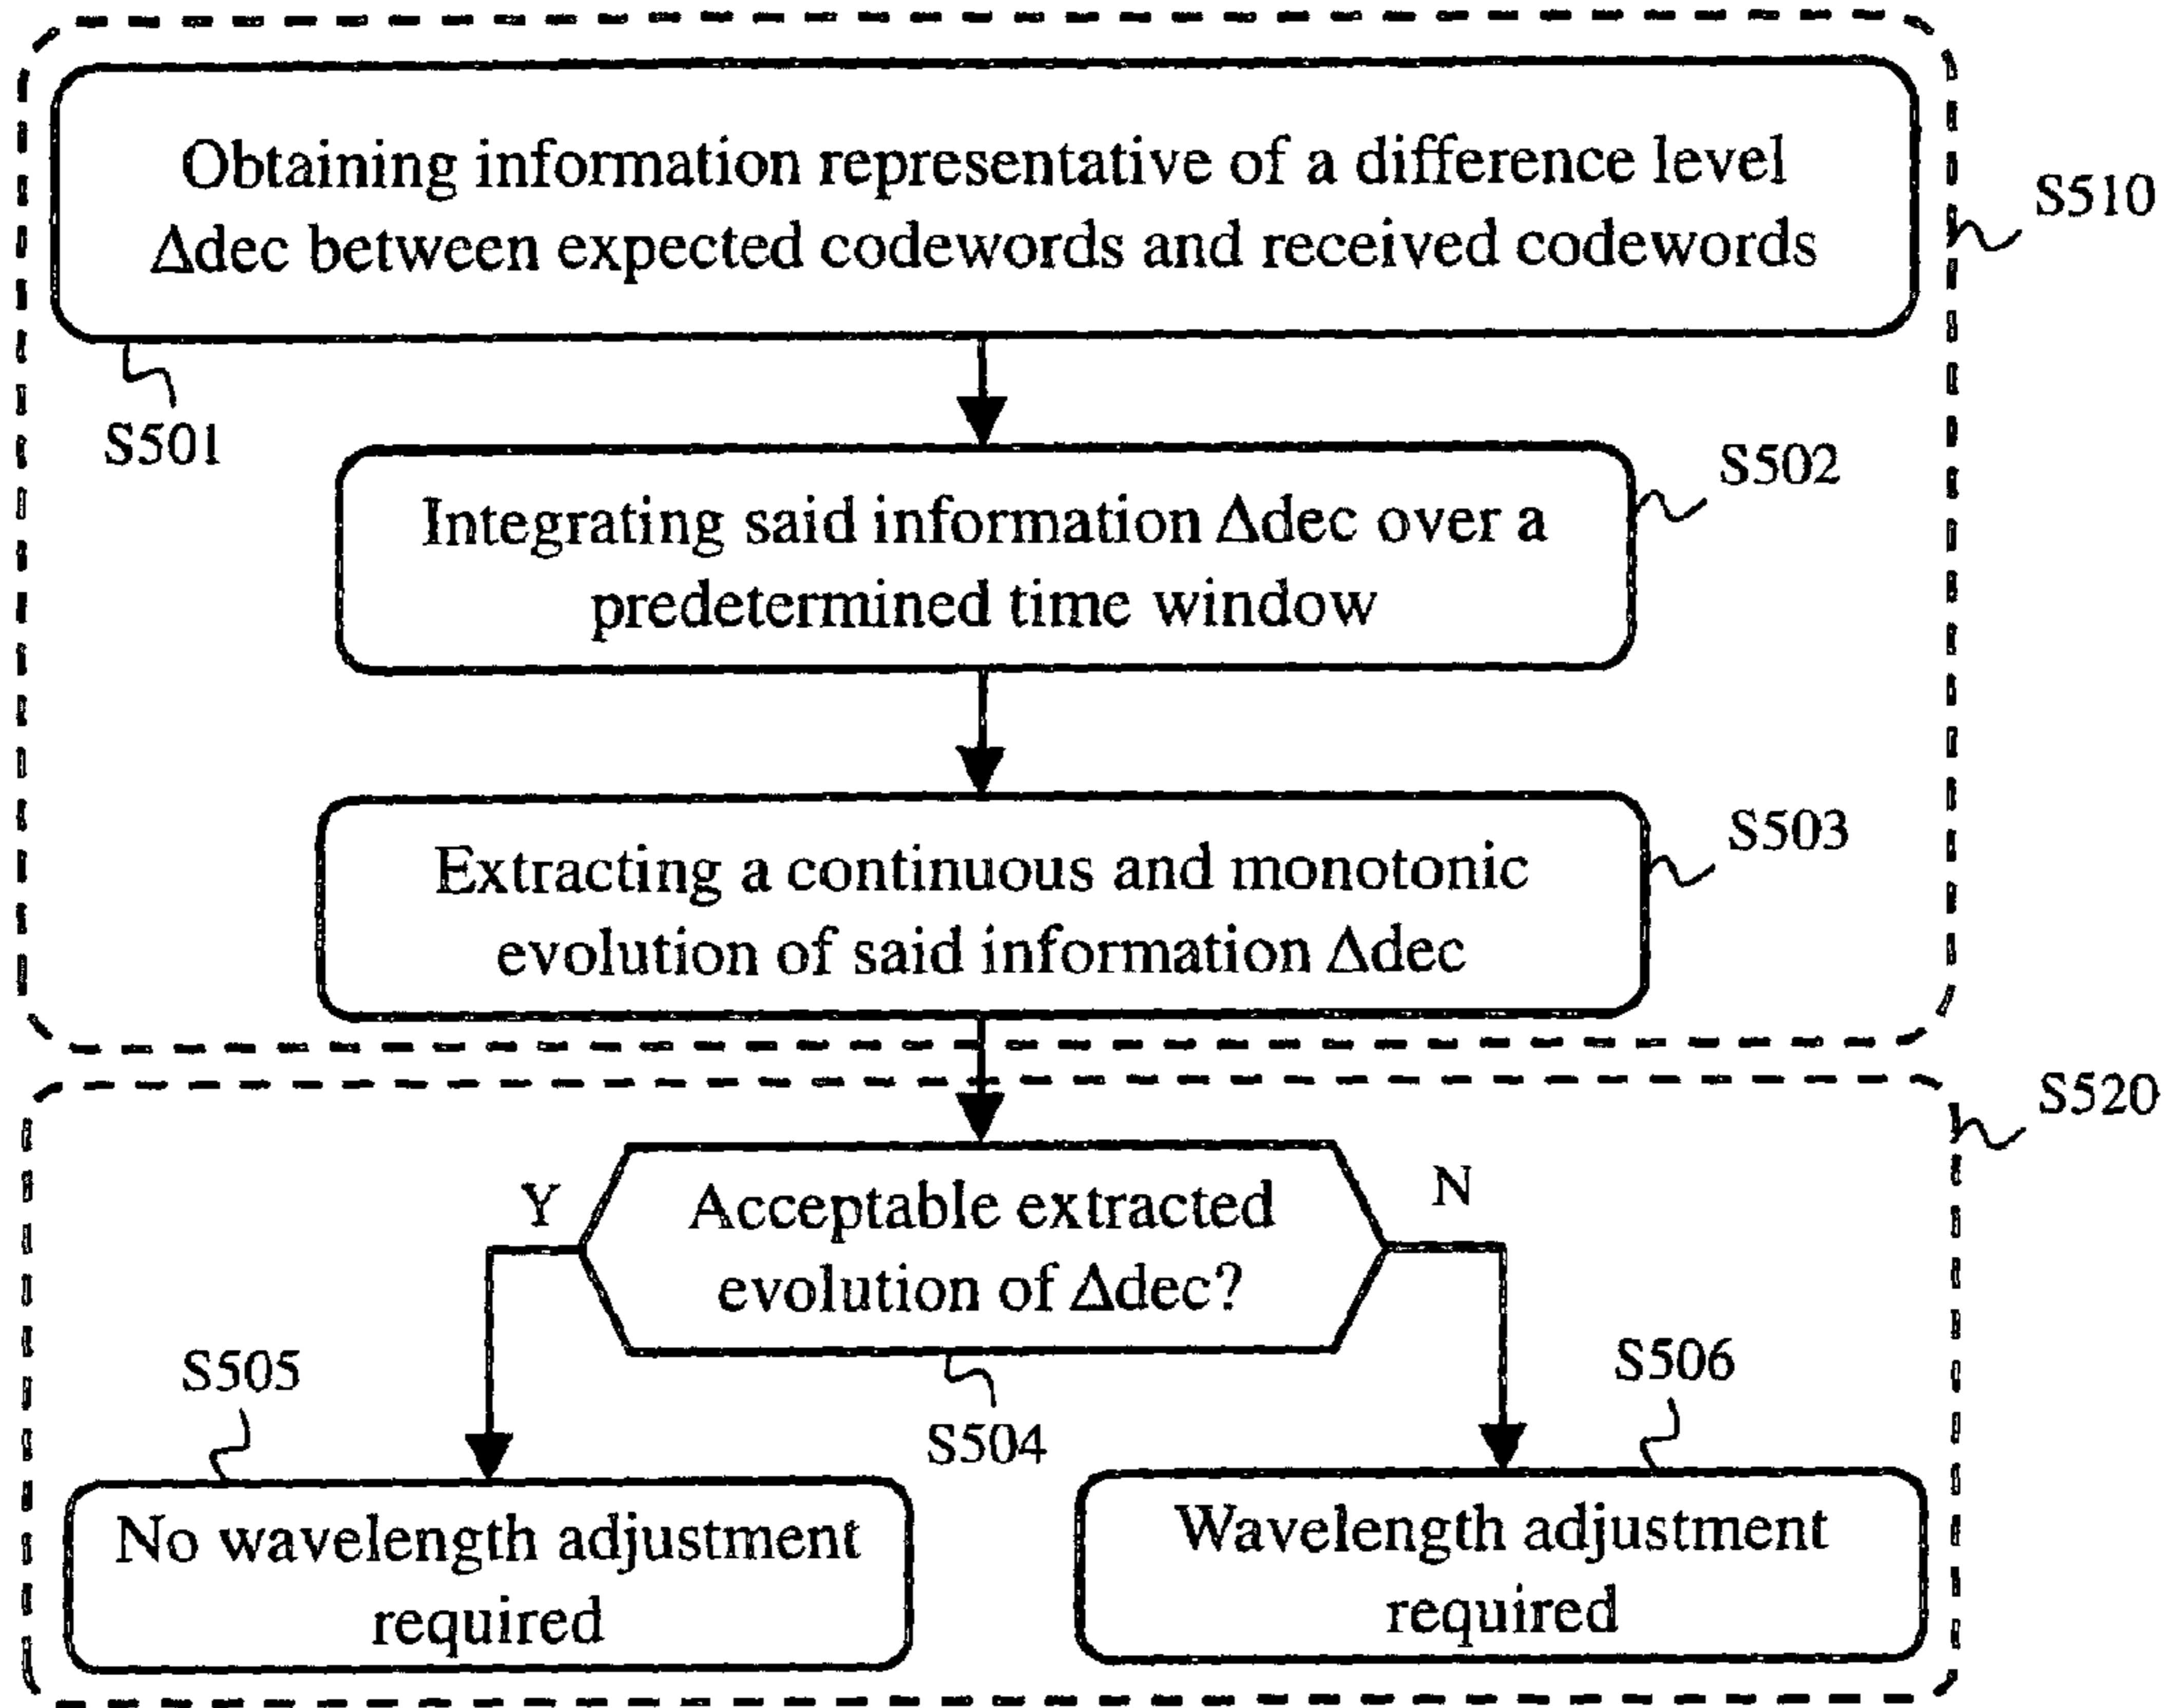 Obtaining information representative of a difference level
Δdec between expected codewords and received codewords
S510
S501
S502
Integrating said information Δdec over a
predetermined time window
S503
Extracting a continuous and monotonic
evolution of said information Δdec
S520
Y
N
Acceptable extracted
evolution of Δdec?
S505
S506
S504
No wavelength adjustment
required
Wavelength adjustment
required